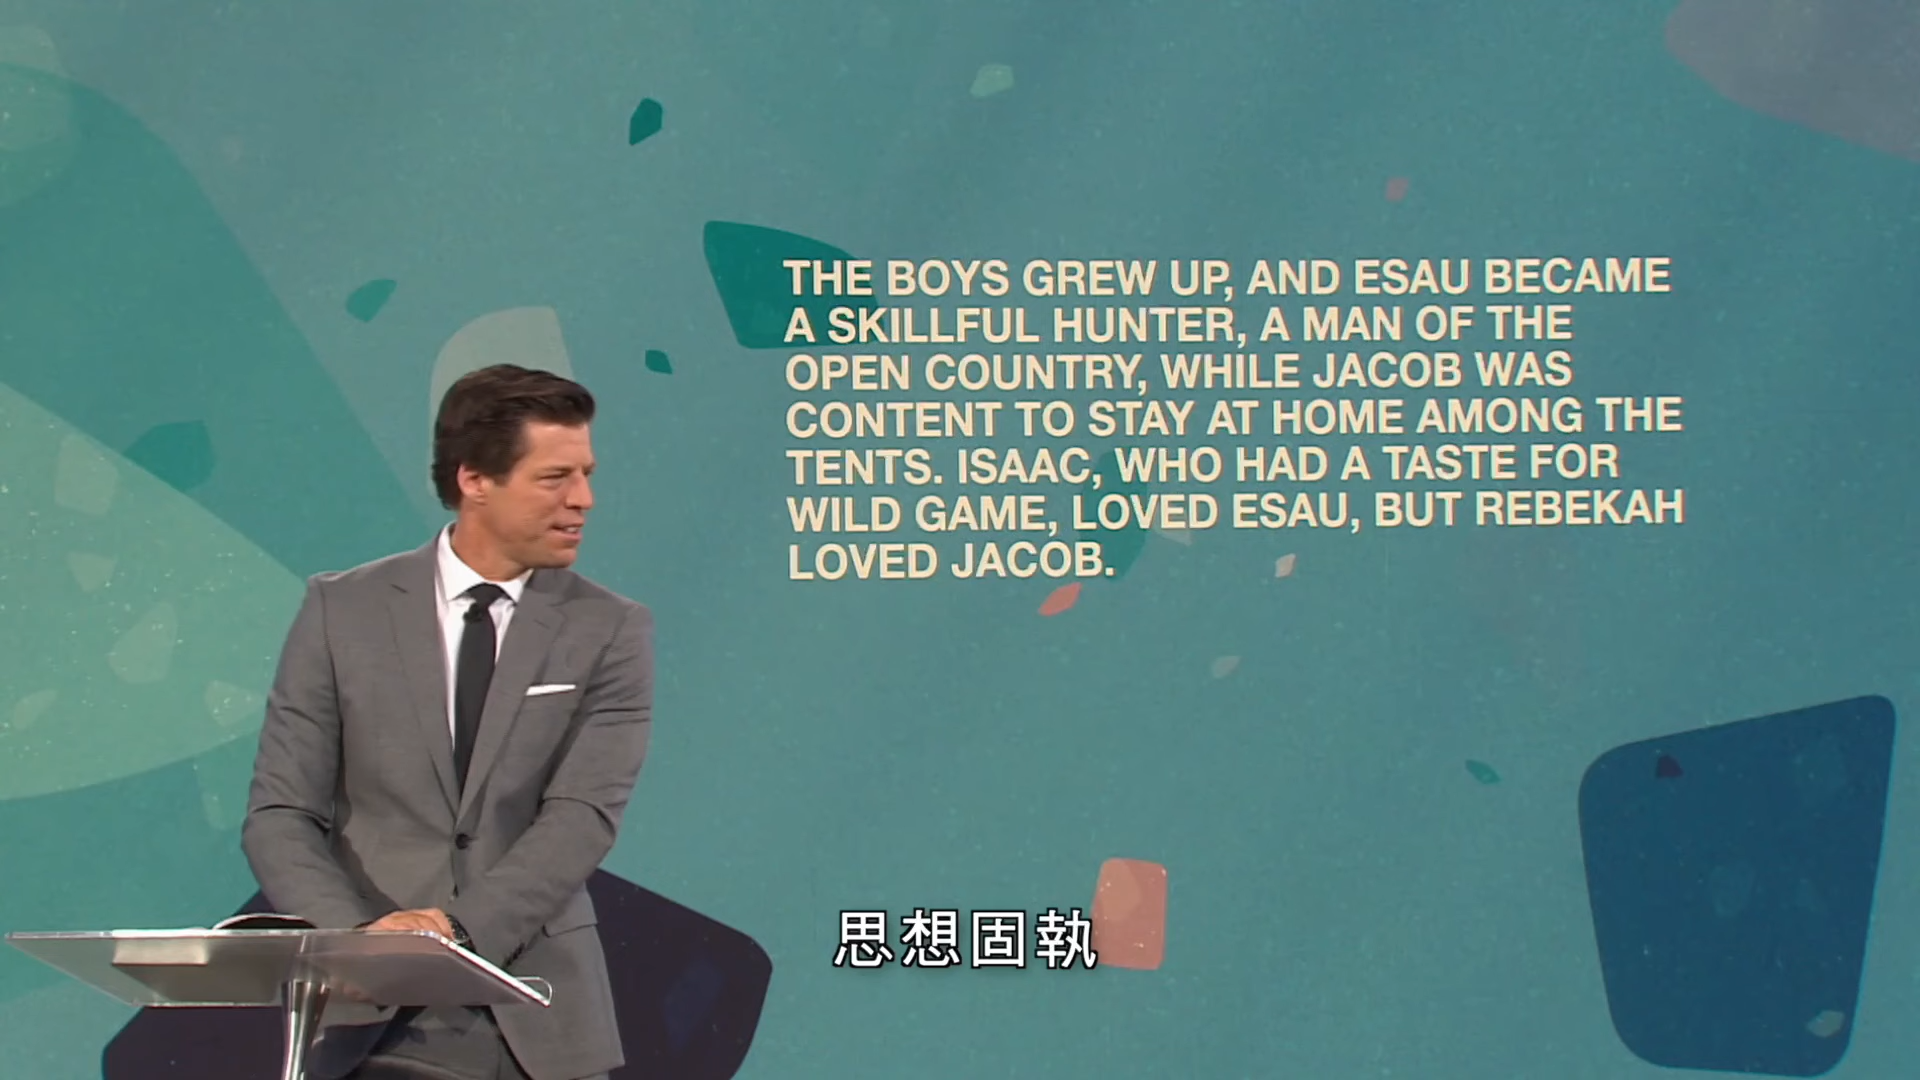 THE BOYS GREW UP, AND ESAU BECAME
A SKILLFUL HUNTER, A MAN OF THE
OPEN COUNTRY, WHILE JACOB WAS
CONTENT TO STAY AT HOME AMONG THE
TENTS. ISAAC, WHO HAD A TASTE FOR
WILD GAME, LOVED ESAU, BUT REBEKAH
LOVED JACOB.
思想固執